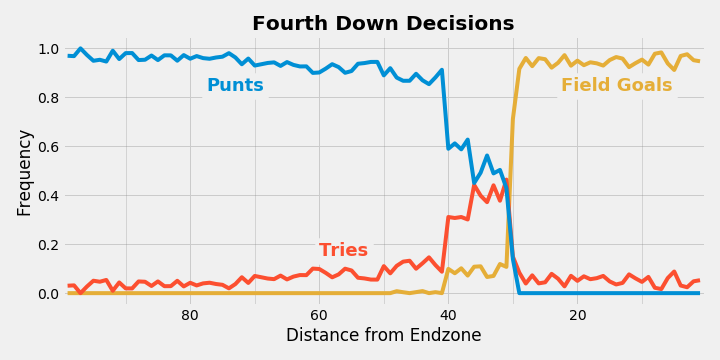 Fourth Down Decisions
1.0
0.8
0.6
0.4
0.2
0.0
Frequency
Punts
Field Goals
Tries
80 60 40 20
Distance from Endzone